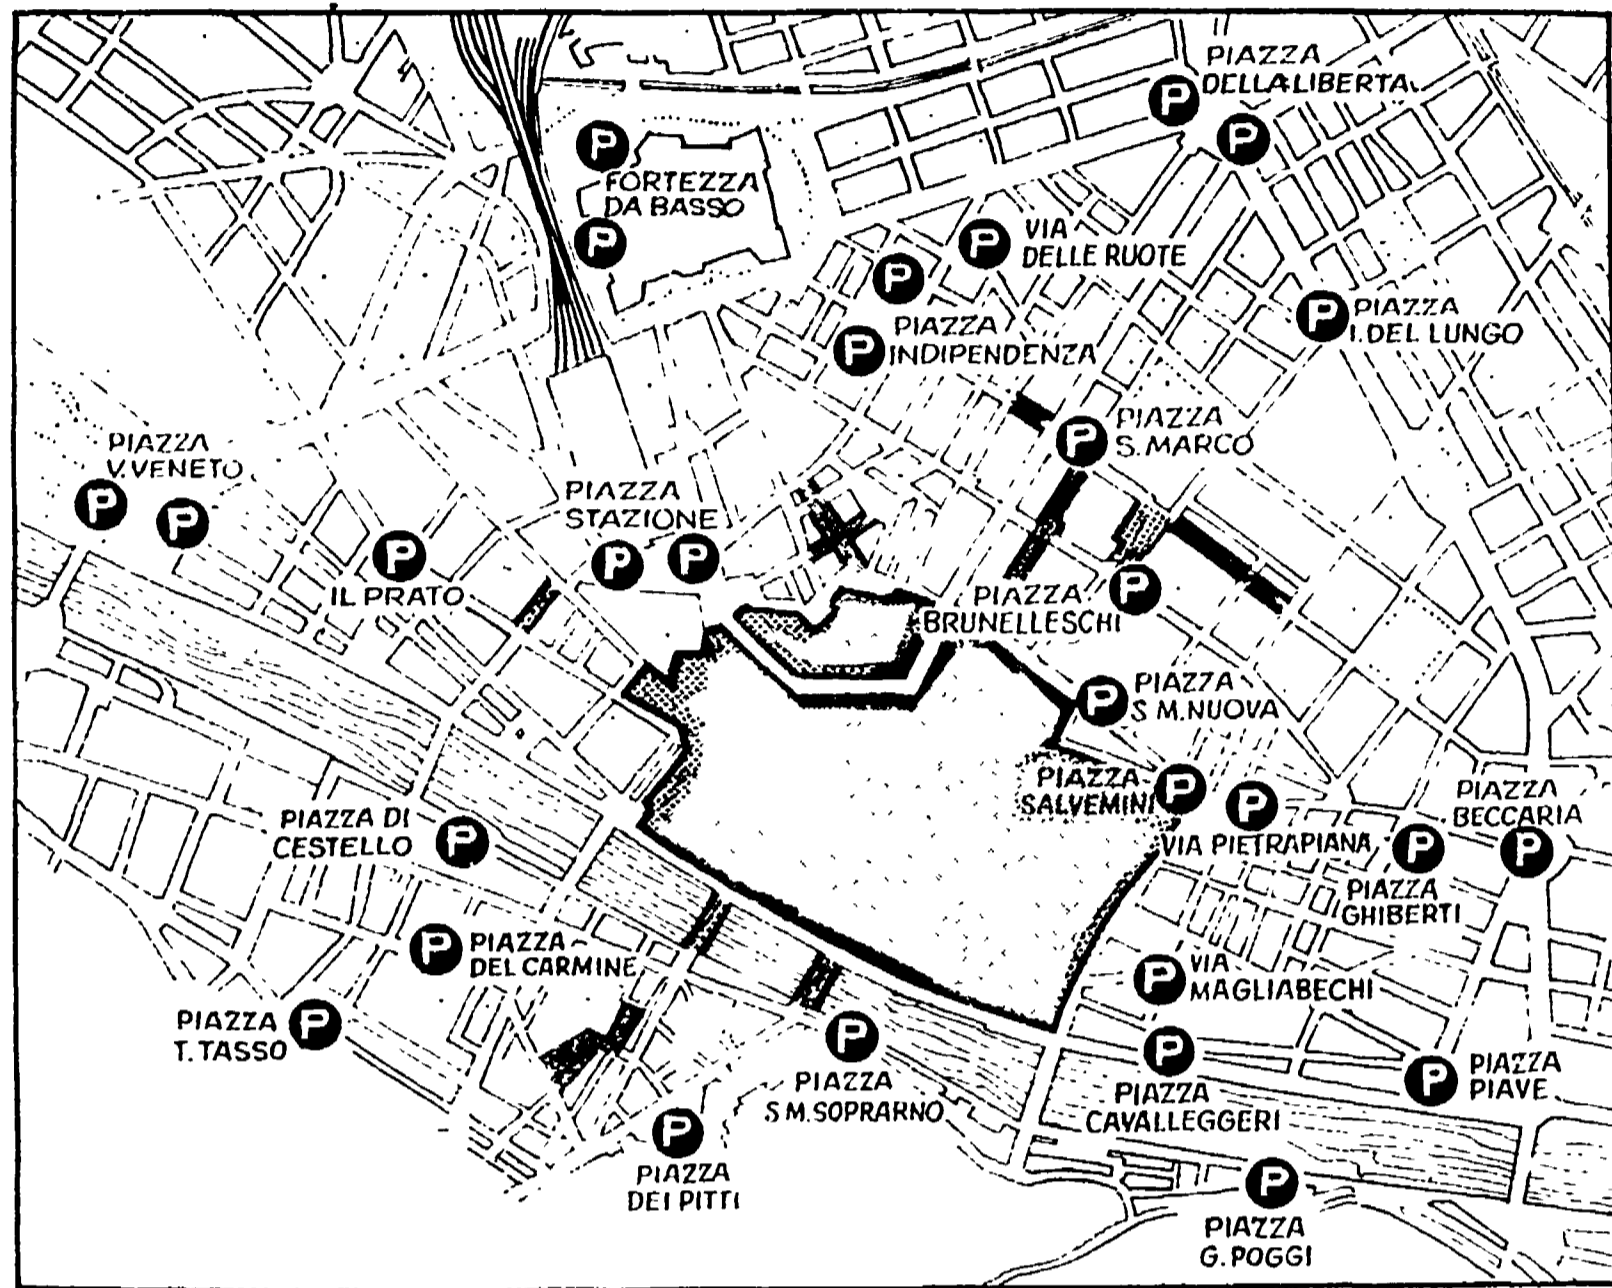 PIAZZA
DELLA LIBERTA
P
P
P
FORTEZZA
DA BASSO
P
P
VIA
DELLE RUOTE
P
PIAZZA
INDIPENDENZA
P
P
PIAZZA
I. DEL LUNGO
P
PIAZZA
S. MARCO
PIAZZA
V. VENETO
P
P
P
IL PRATO
PIAZZA
STAZIONE
P
P
PIAZZA
BRUNELLESCHI
P
P
PIAZZA
S M. NUOVA
PIAZZA
SALVEMINI
P
P
VIA PIETRAPIANA
P
PIAZZA
GHIBERTI
PIAZZA
BECCARIA
P
PIAZZA DI
CESTELLO
P
P
PIAZZA
DEL CARMINE
PIAZZA
T. TASSO
P
P
VIA
MAGLIABECHI
P
PIAZZA
CAVALLEGGERI
P
PIAZZA
PIAVE
P
PIAZZA
S M. SOPRARNO
P
PIAZZA
DEI PITTI
P
PIAZZA
G. POGGI